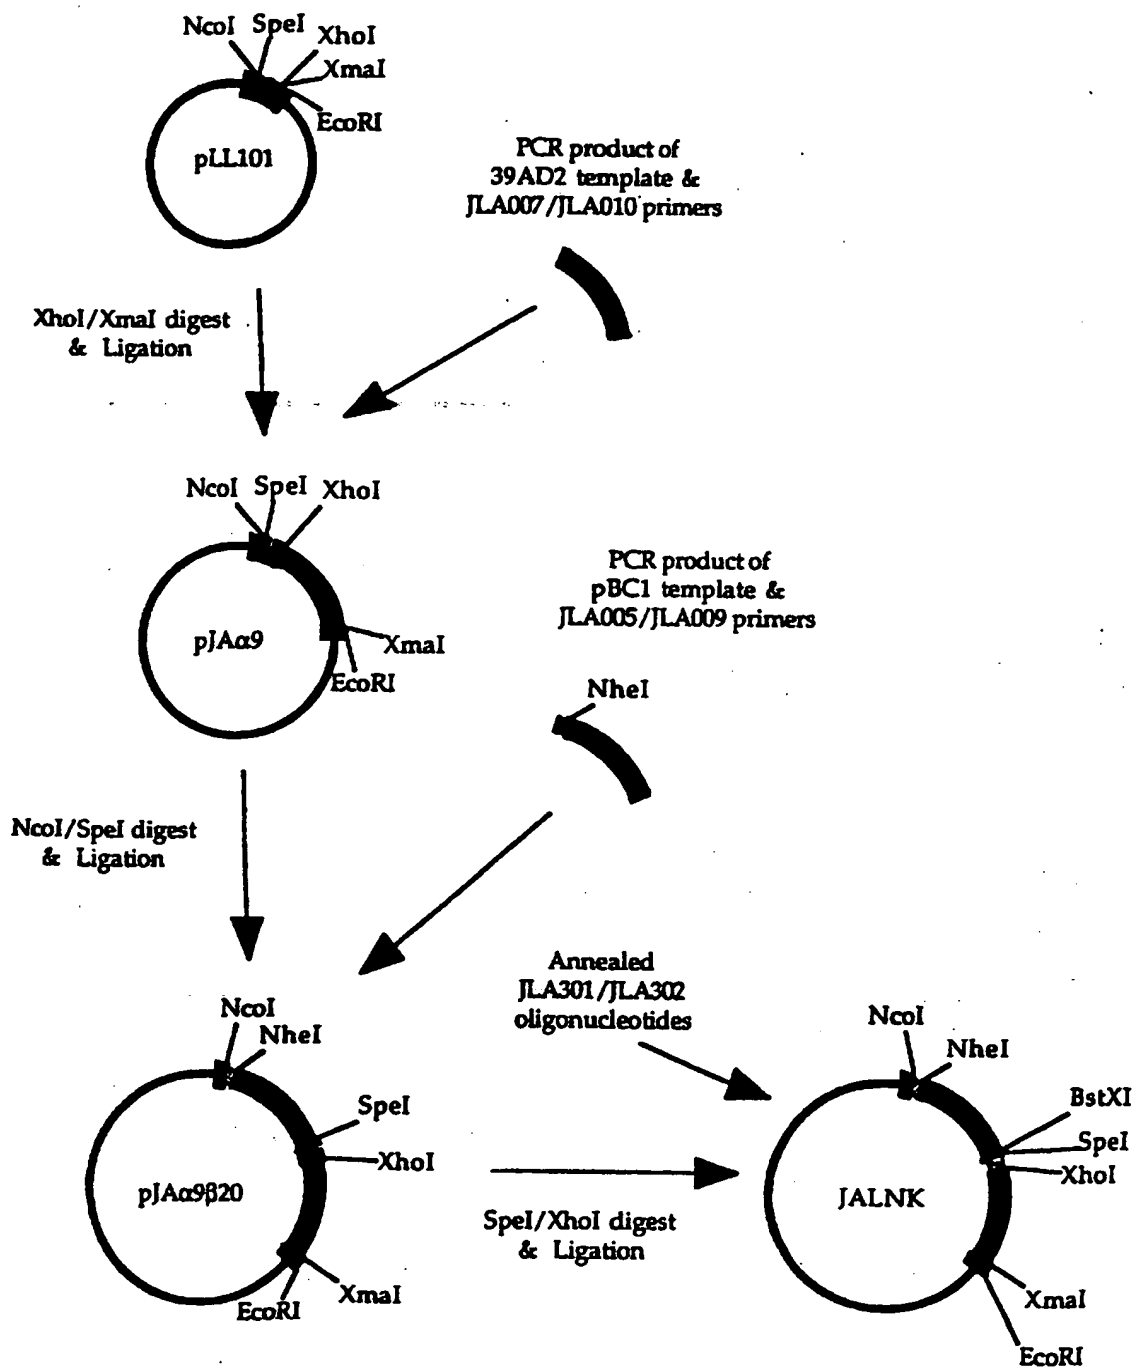 NcoI
SpeI
XhoI
XmaI
EcoRI
pLL101
PCR product of
39AD2 template &
JLA007/JLA010 primers
XhoI/XmaI digest
& Ligation
NcoI
SpeI
XhoI
pJAα9
XmaI
EcoRI
PCR product of
pBC1 template &
JLA005/JLA009 primers
NheI
NcoI/SpeI digest
& Ligation
NcoI
NheI
SpeI
XhoI
pJAα9β20
XmaI
EcoRI
Annealed
JLA301/JLA302
oligonucleotides
SpeI/XhoI digest
& Ligation
NcoI
NheI
BstXI
SpeI
XhoI
JALNK
XmaI
EcoRI